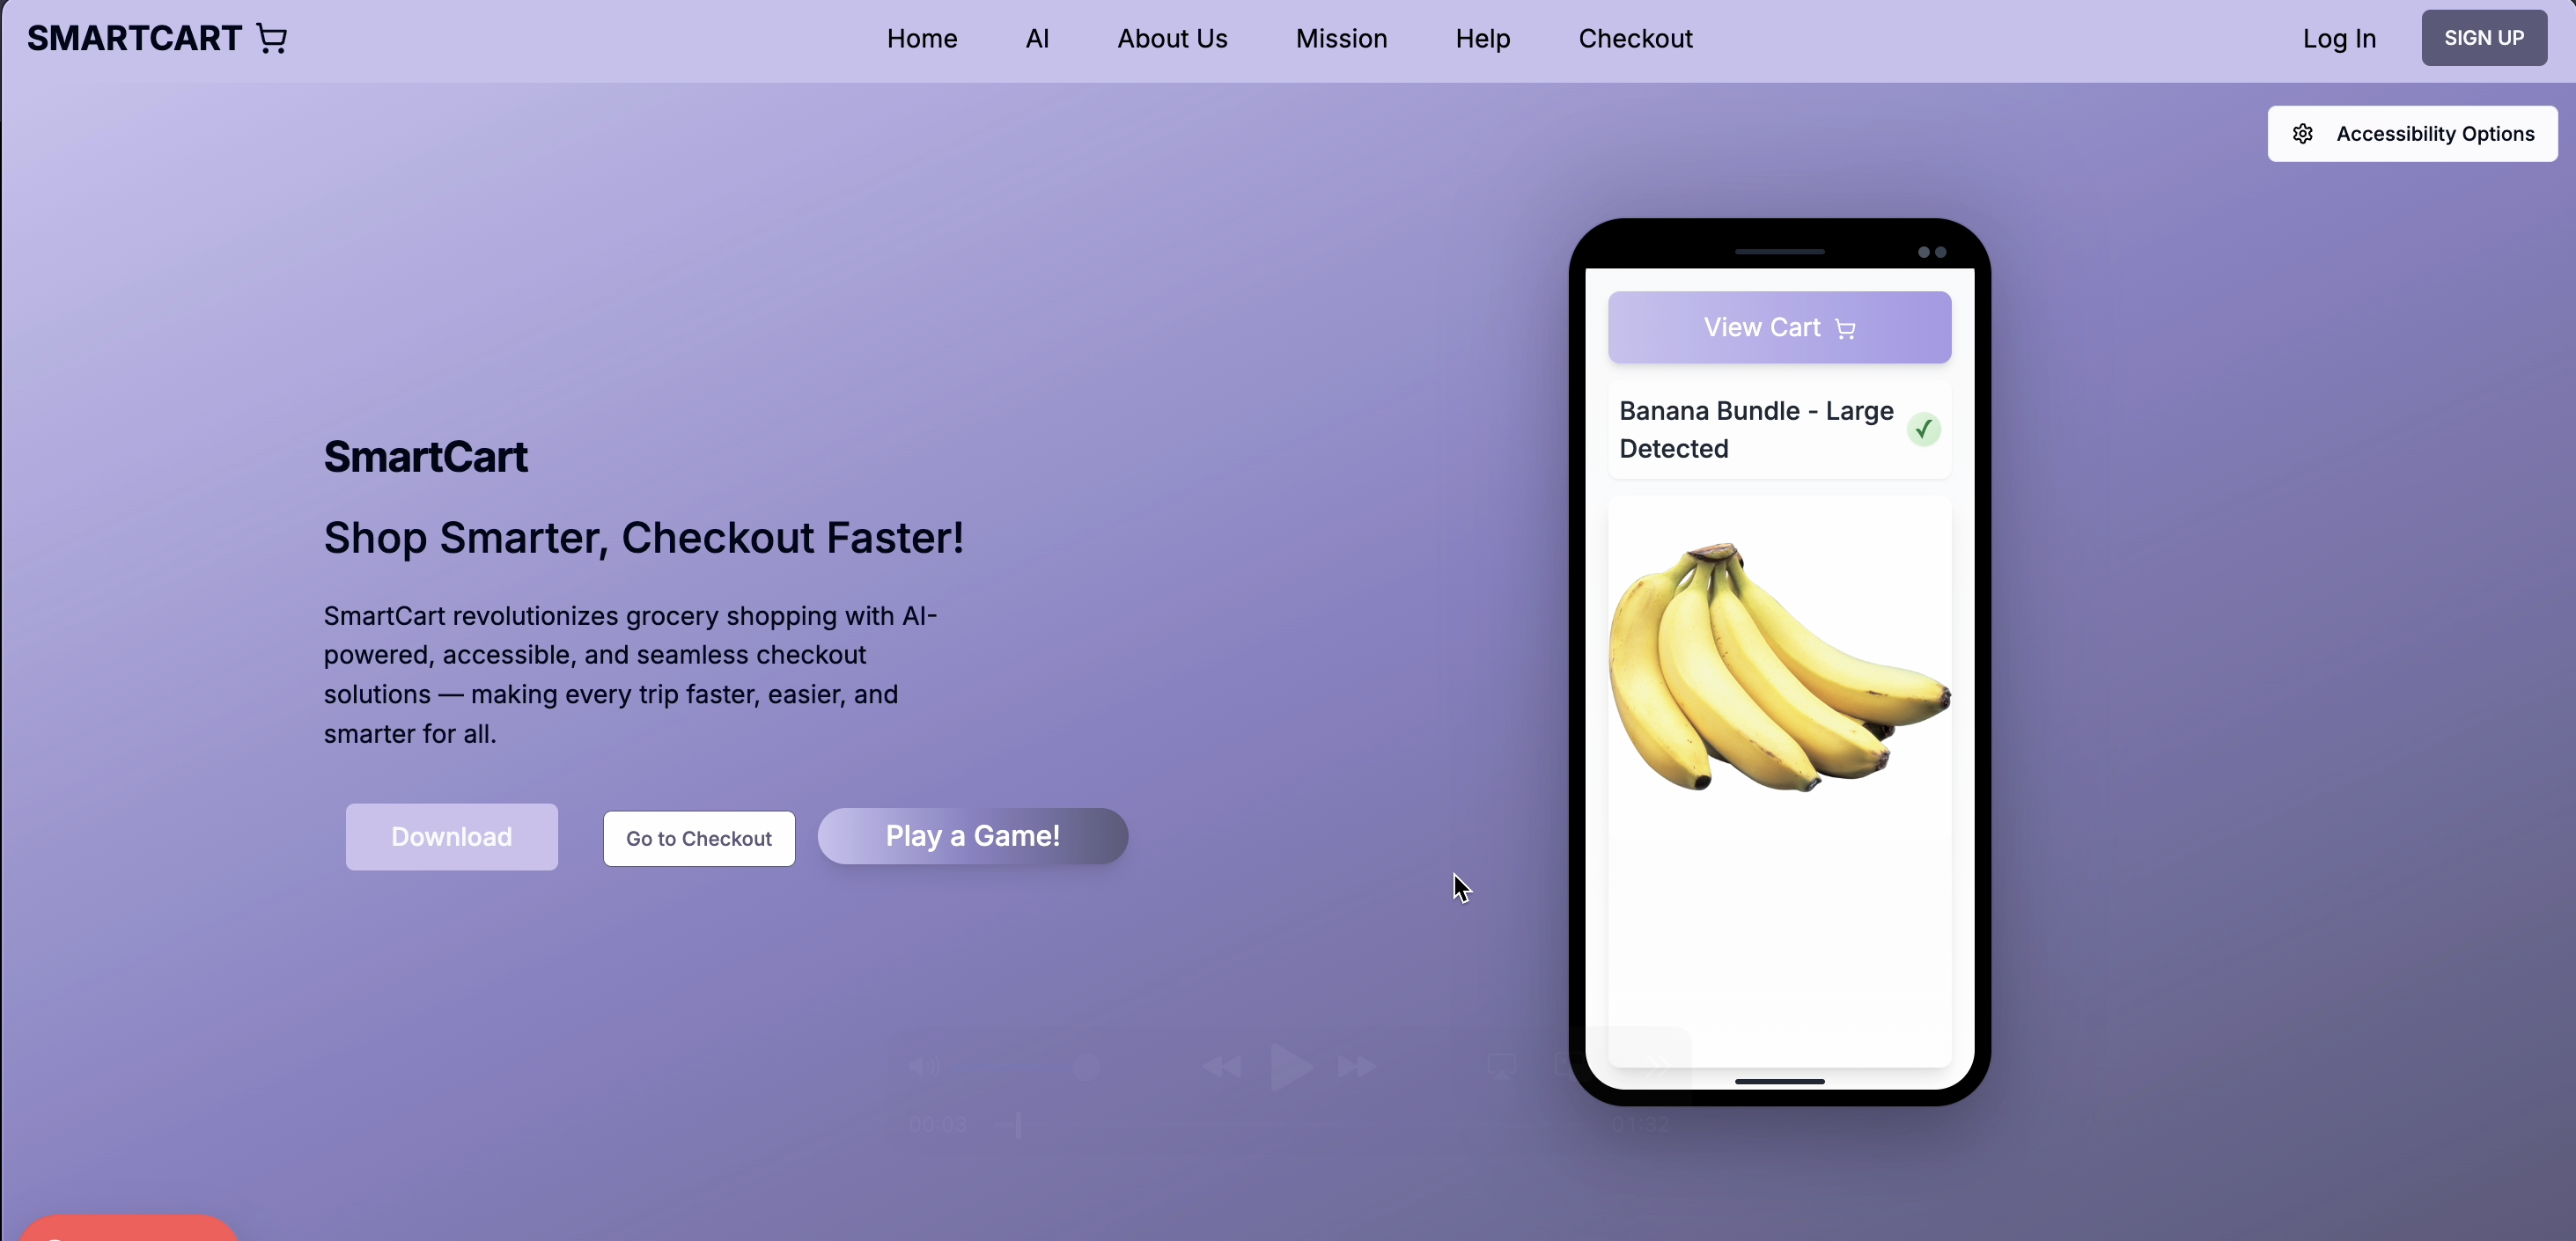 SMARTCART
Home
AI
About Us
Mission
Help
Checkout
Log In
SIGN UP
Accessibility Options
SmartCart
Shop Smarter, Checkout Faster!
SmartCart revolutionizes grocery shopping with AI-
powered, accessible, and seamless checkout
solutions — making every trip faster, easier, and
smarter for all.
Download
Go to Checkout
Play a Game!
View Cart
Banana Bundle - Large
Detected
00:03
01:32